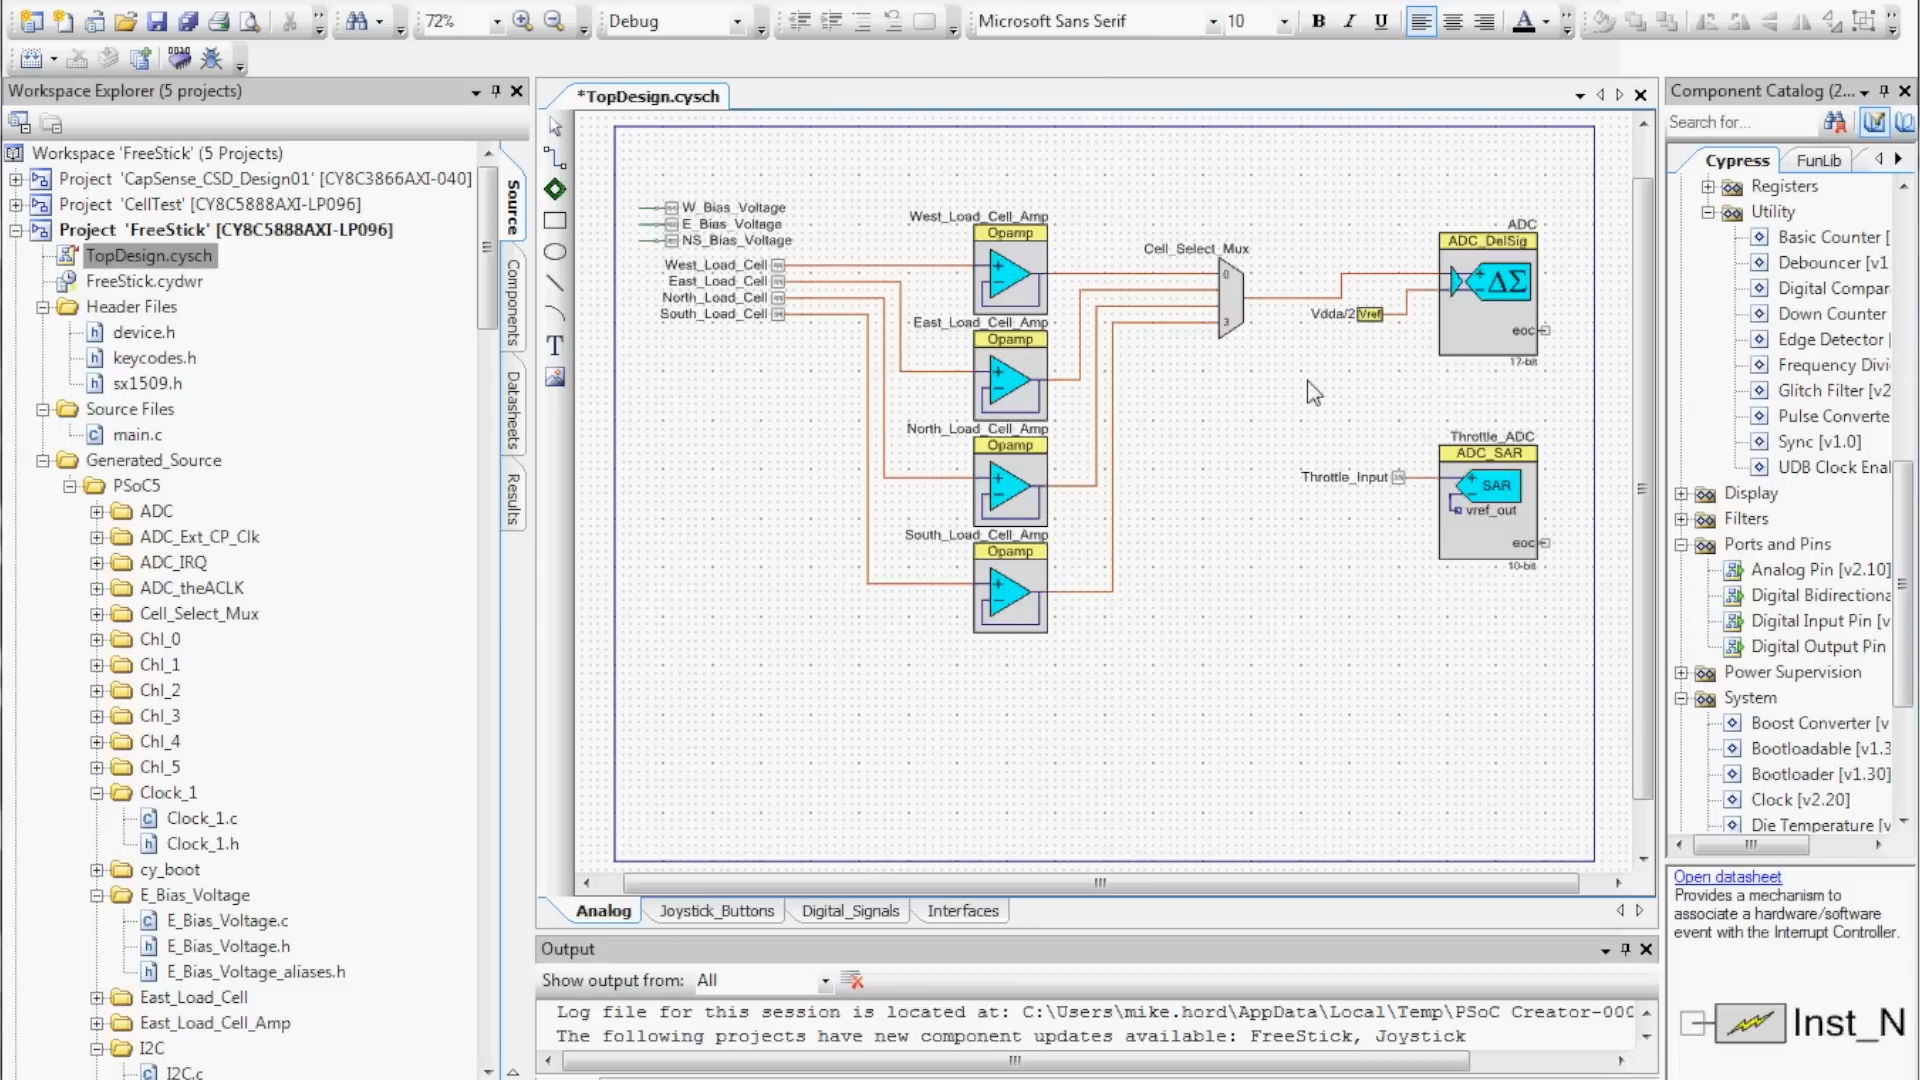 72%
Debug
Microsoft Sans Serif
10
B I U
A
Workspace Explorer (5 projects)
Workspace 'FreeStick' (5 Projects)
Project 'CapSense_CSD_Design01' [CY8C3866AXI-040]
Project 'CellTest' [CY8C5888AXI-LP096]
Project 'FreeStick' [CY8C5888AXI-LP096]
TopDesign.cysch
FreeStick.cydwr
Header Files
device.h
keycodes.h
sx1509.h
Source Files
main.c
Generated_Source
PSoC5
ADC
ADC_Ext_CP_Clk
ADC_IRQ
ADC_theACLK
Cell_Select_Mux
Chl_0
Chl_1
Chl_2
Chl_3
Chl_4
Chl_5
Clock_1
Clock_1.c
Clock_1.h
cy_boot
E_Bias_Voltage
E_Bias_Voltage.c
E_Bias_Voltage.h
E_Bias_Voltage_aliases.h
East_Load_Cell
East_Load_Cell_Amp
I2C
I2C.c
Source
Components
Datasheets
Results
*TopDesign.cysch
T
W_Bias_Voltage
E_Bias_Voltage
NS_Bias_Voltage
West_Load_Cell
East_Load_Cell
North_Load_Cell
South_Load_Cell
West_Load_Cell_Amp
Opamp
East_Load_Cell_Amp
Opamp
North_Load_Cell_Amp
Opamp
South_Load_Cell_Amp
Opamp
Cell_Select_Mux
0
3
Vdda/2 Vref
ADC
ADC_DelSig
ΔΣ
eoc
17-bit
Throttle_Input
Throttle_ADC
ADC_SAR
SAR
vref_out
eoc
10-bit
Analog
Joystick_Buttons
Digital_Signals
Interfaces
Output
Show output from: All
Log file for this session is located at: C:\Users\mike.hord\AppData\Local\Temp\PSoC Creator-000
The following projects have new component updates available: FreeStick, Joystick
Component Catalog (2...
Search for...
Cypress
FunLib
Registers
Utility
Basic Counter [
Debouncer [v1
Digital Compar
Down Counter
Edge Detector [
Frequency Divi
Glitch Filter [v2
Pulse Converte
Sync [v1.0]
UDB Clock Enal
Display
Filters
Ports and Pins
Analog Pin [v2.10]
Digital Bidirectiona
Digital Input Pin [v
Digital Output Pin
Power Supervision
System
Boost Converter [v
Bootloadable [v1.3
Bootloader [v1.30]
Clock [v2.20]
Die Temperature [v
Open datasheet
Provides a mechanism to
associate a hardware/software
event with the Interrupt Controller.
Inst_N